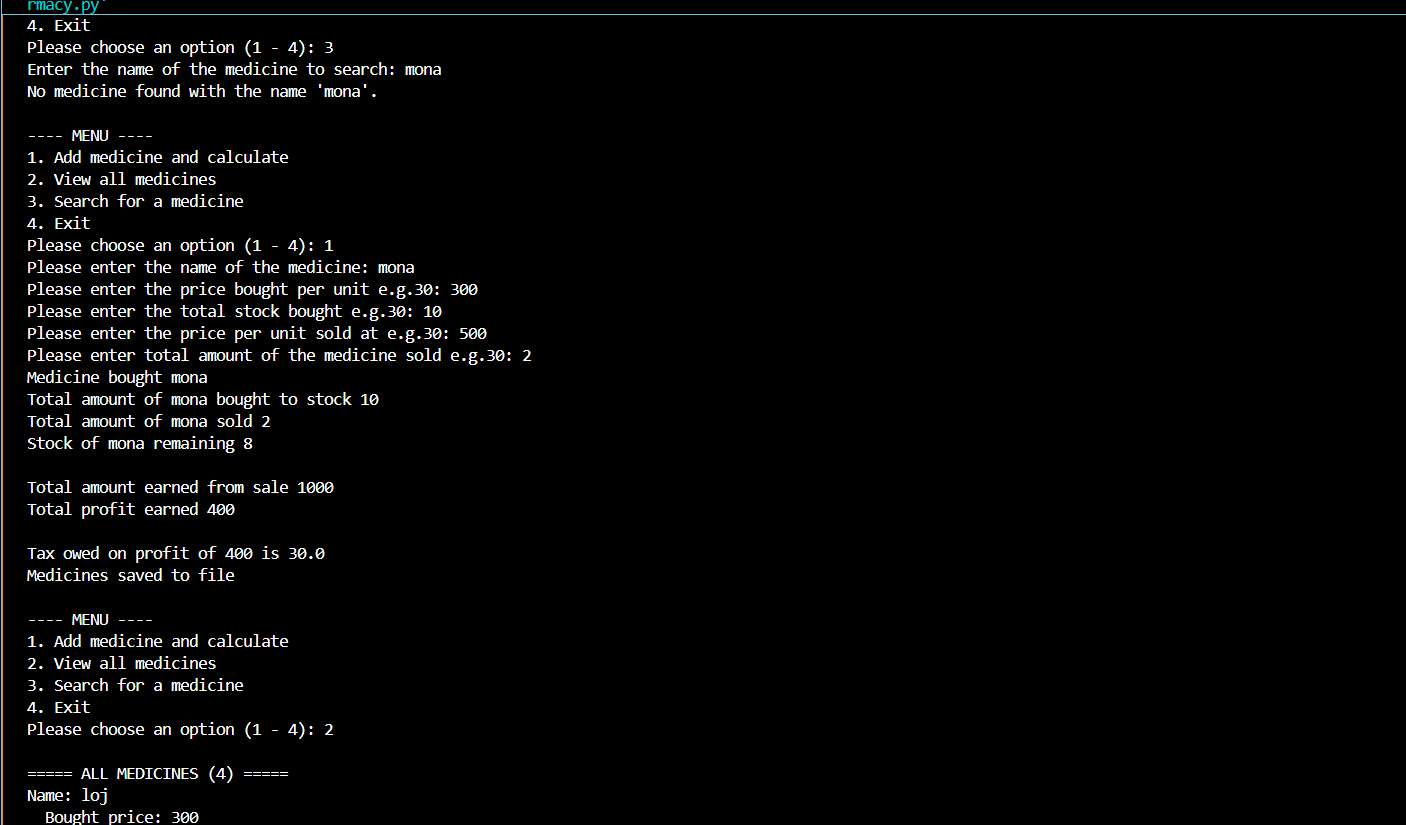 rmacy.py'
4. Exit
Please choose an option (1 - 4): 3
Enter the name of the medicine to search: mona
No medicine found with the name 'mona'.
---- MENU ----
1. Add medicine and calculate
2. View all medicines
3. Search for a medicine
4. Exit
Please choose an option (1 - 4): 1
Please enter the name of the medicine: mona
Please enter the price bought per unit e.g.30: 300
Please enter the total stock bought e.g.30: 10
Please enter the price per unit sold at e.g.30: 500
Please enter total amount of the medicine sold e.g.30: 2
Medicine bought mona
Total amount of mona bought to stock 10
Total amount of mona sold 2
Stock of mona remaining 8
Total amount earned from sale 1000
Total profit earned 400
Tax owed on profit of 400 is 30.0
Medicines saved to file
---- MENU ----
1. Add medicine and calculate
2. View all medicines
3. Search for a medicine
4. Exit
Please choose an option (1 - 4): 2
===== ALL MEDICINES (4) =====
Name: loj
Bought price: 300